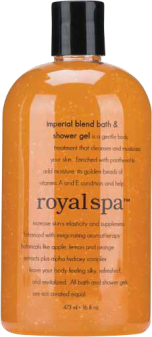 imperial blend bath &
shower gel is a gentle body
treatment that cleanses and moisturizes
your skin. Enriched with panthenol to
add moisture. its golden beads of
vitamins A and E condition and help
royal spa™
increase skin's elasticity and suppleness
balanced with invigorating aromatherapy
botanicals like apple, lemon and orange
extracts plus alpha hydroxy complex
leave your body feeling silky, refreshed,
and revitalized. All bath and shower gels
are not created equal.
473 ml • 16 fl oz